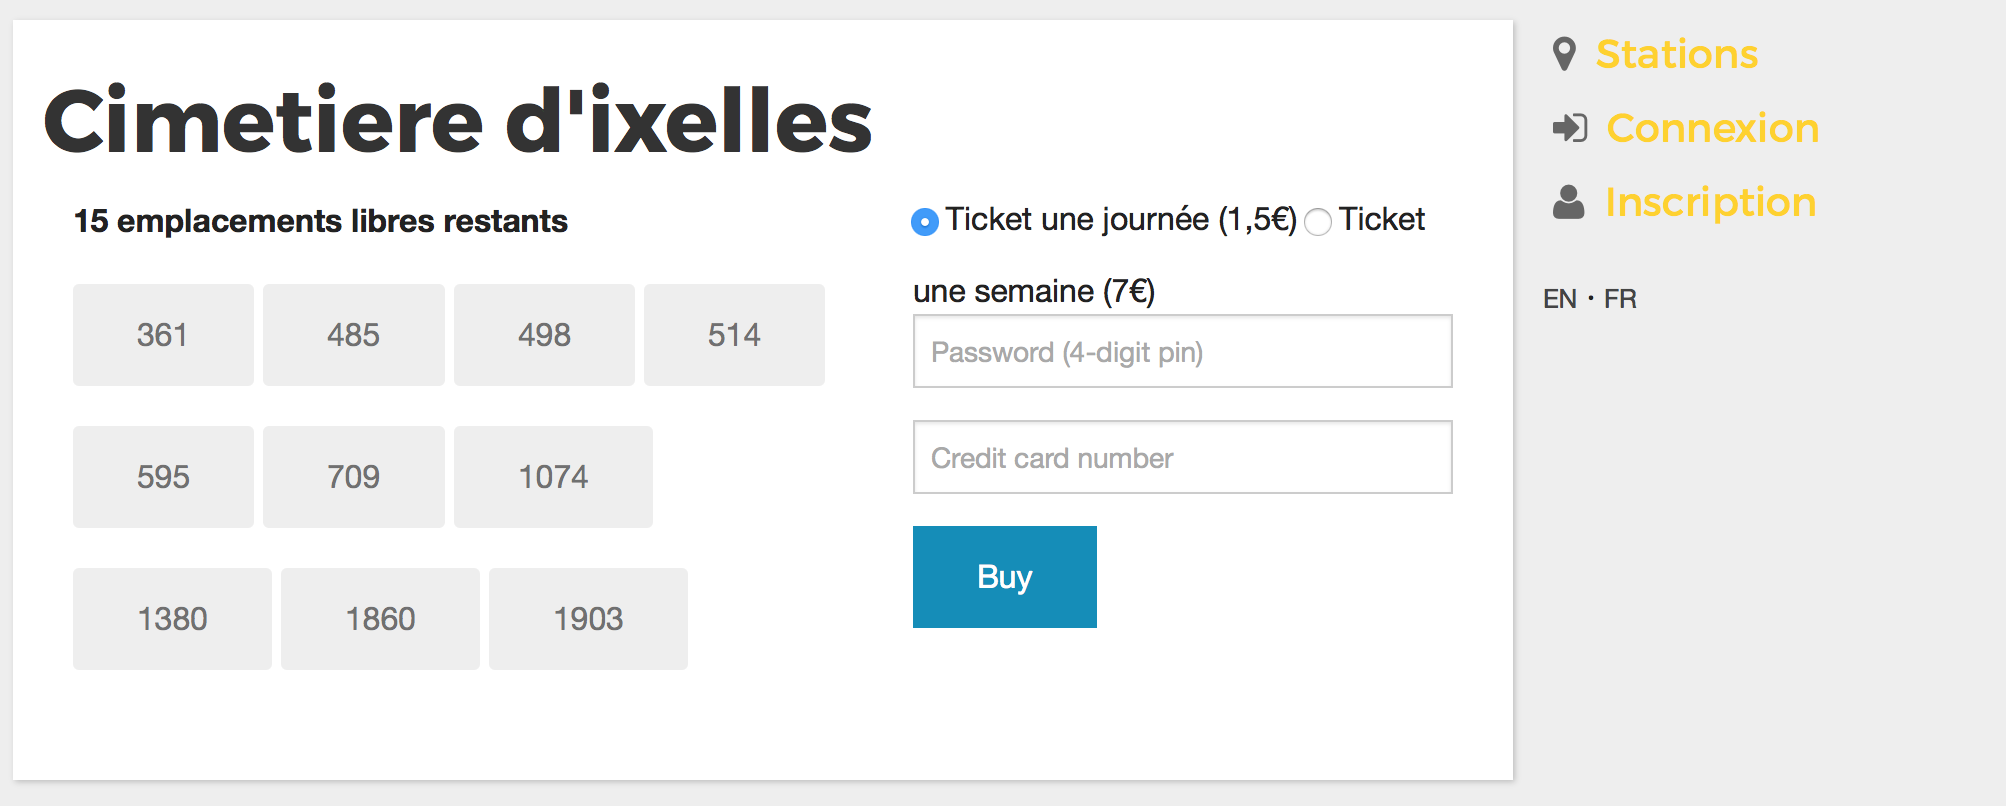 Cimetiere d'ixelles
15 emplacements libres restants
361 485 498 514
595 709 1074
1380 1860 1903
Ticket une journée (1,5€) Ticket
une semaine (7€)
Password (4-digit pin)
Credit card number
Buy
Stations
Connexion
Inscription
EN · FR